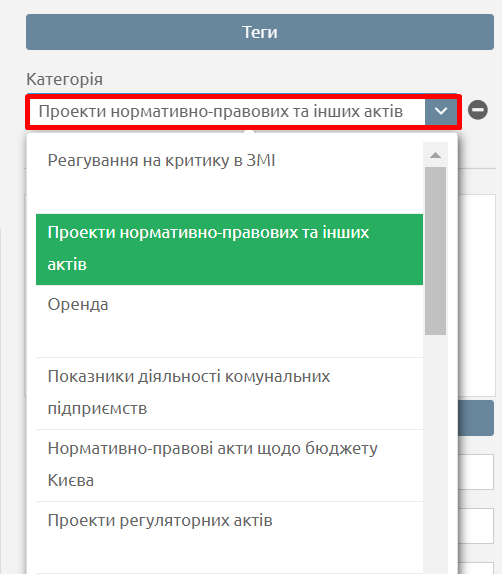 Теги
Категорія
Проекти нормативно-правових та інших актів
Реагування на критику в ЗМІ
Проекти нормативно-правових та інших
актів
Оренда
Показники діяльності комунальних
підприємств
Нормативно-правові акти щодо бюджету
Києва
Проекти регуляторних актів